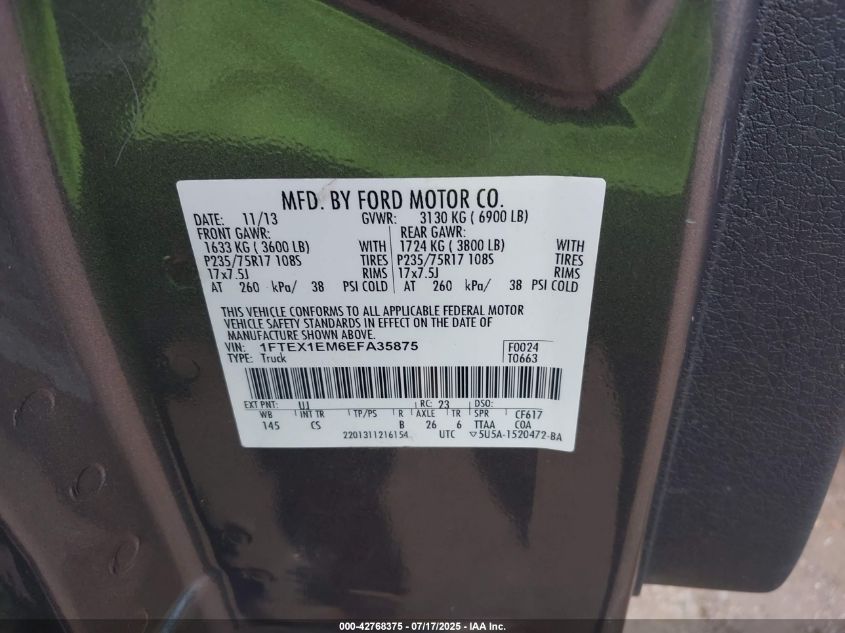 MFD. BY FORD MOTOR CO.
DATE: 11/13 GVWR: 3130 KG ( 6900 LB)
FRONT GAWR: REAR GAWR:
1633 KG ( 3600 LB) WITH 1724 KG ( 3800 LB) WITH
P235/75R17 108S TIRES P235/75R17 108S TIRES
17x7.5J RIMS 17x7.5J RIMS
AT 260 kPa/ 38 PSI COLD AT 260 kPa/ 38 PSI COLD
THIS VEHICLE CONFORMS TO ALL APPLICABLE FEDERAL MOTOR
VEHICLE SAFETY STANDARDS IN EFFECT ON THE DATE OF
MANUFACTURE SHOWN ABOVE.
VIN: 1FTEX1EM6EFA35875 F0024
TYPE: Truck T0663
EXT PNT: UJ RC: 23 DSO:
WB INT TR TP/PS R AXLE TR SPR CF617
145 CS B 26 6 TTAA COA
2201311216154 UTC ▽5U5A-1520472-BA
000-42768375 - 07/17/2025 - IAA Inc.